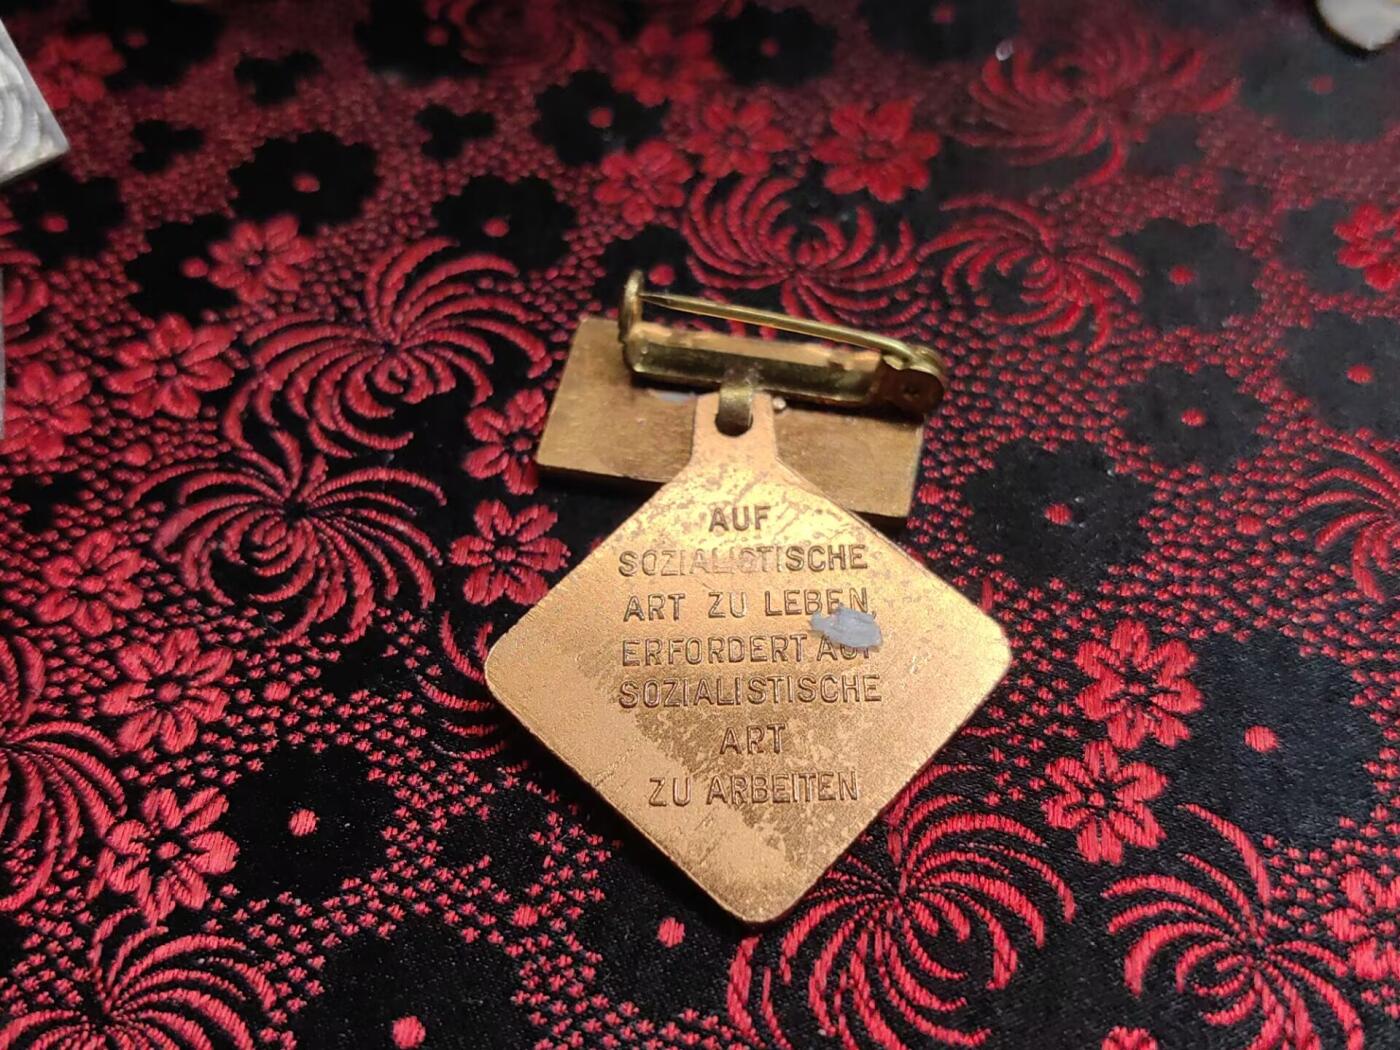 AUF
SOZIALISTISCHE
ART ZU LEBEN,
ERFORDERT AUF
SOZIALISTISCHE
ART
ZU ARBEITEN